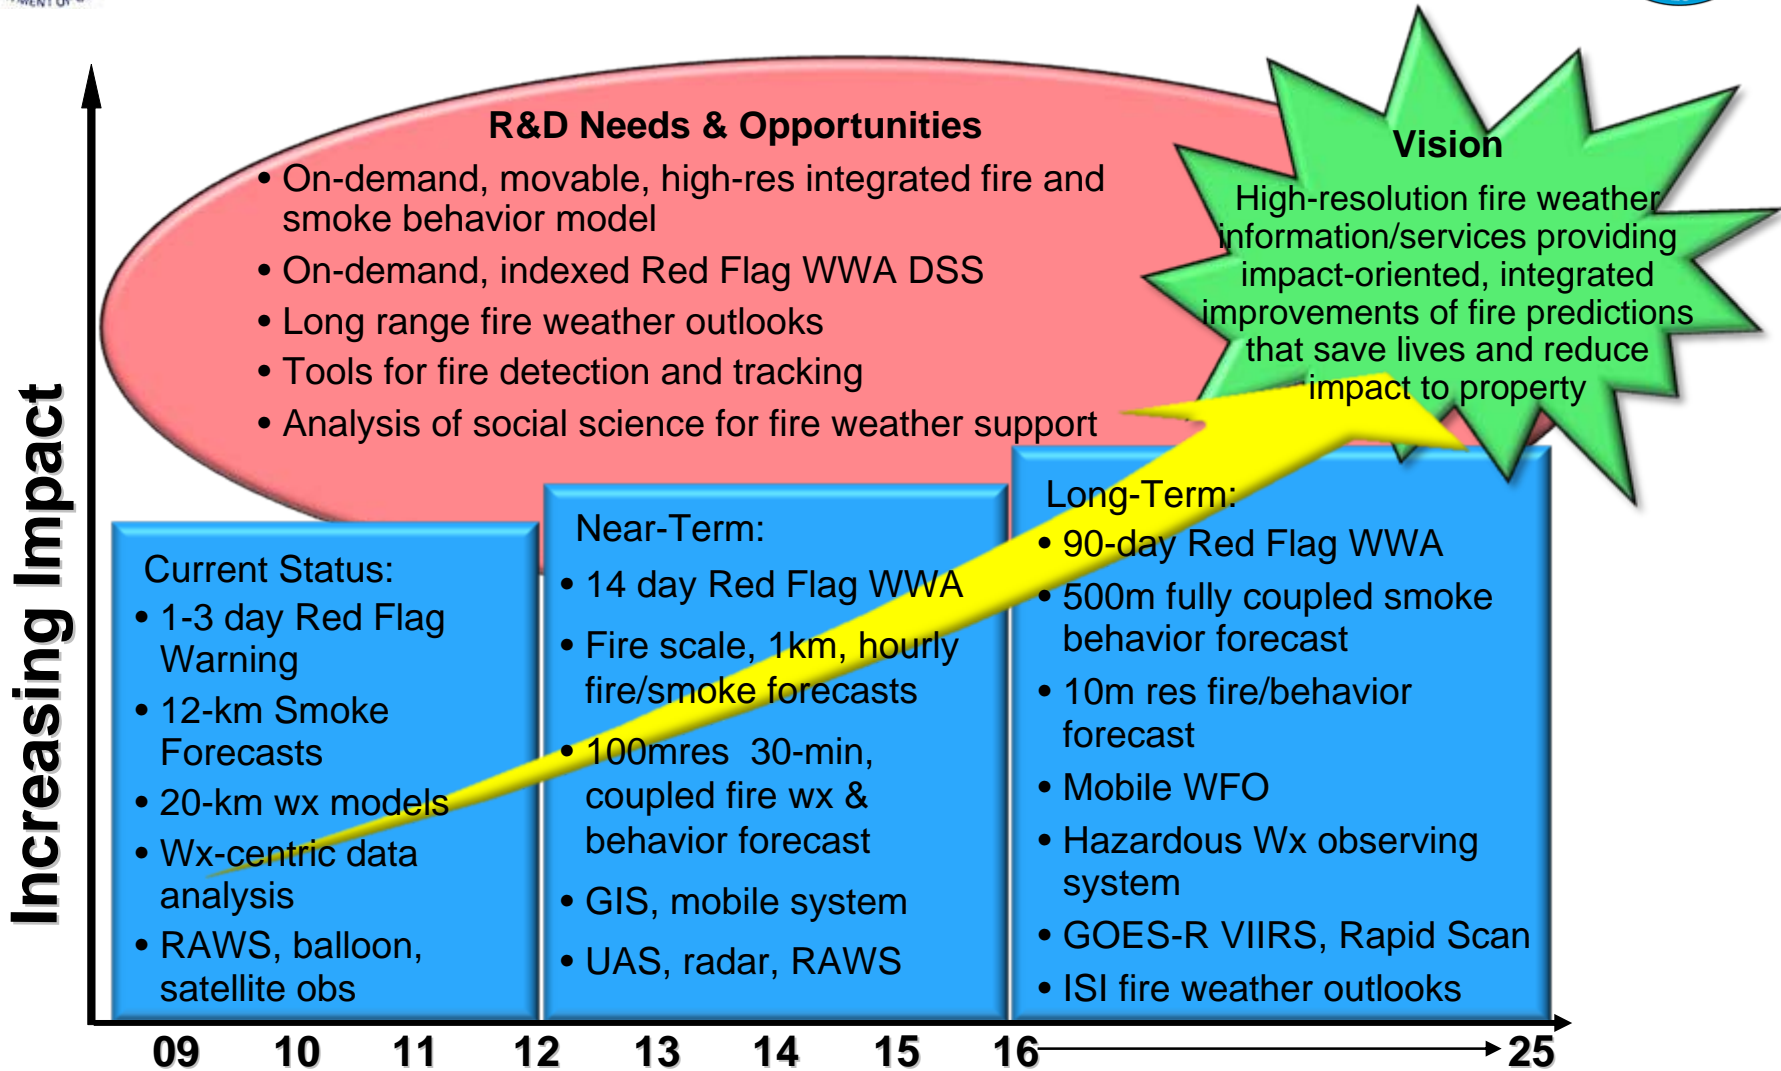 R&D Needs & Opportunities
• On-demand, movable, high-res integrated fire and
smoke behavior model
• On-demand, indexed Red Flag WWA DSS
• Long range fire weather outlooks
• Tools for fire detection and tracking
• Analysis of social science for fire weather support
Vision
High-resolution fire weather
information/services providing
impact-oriented, integrated
improvements of fire predictions
that save lives and reduce
impact to property
Increasing Impact
Current Status:
• 1-3 day Red Flag
Warning
• 12-km Smoke
Forecasts
• 20-km wx models
• Wx-centric data
analysis
• RAWS, balloon,
satellite obs
Near-Term:
• 14 day Red Flag WWA
• Fire scale, 1km, hourly
fire/smoke forecasts
• 100mres 30-min,
coupled fire wx &
behavior forecast
• GIS, mobile system
• UAS, radar, RAWS
Long-Term:
• 90-day Red Flag WWA
• 500m fully coupled smoke
behavior forecast
• 10m res fire/behavior
forecast
• Mobile WFO
• Hazardous Wx observing
system
• GOES-R VIIRS, Rapid Scan
• ISI fire weather outlooks
09 10 11 12 13 14 15 16 25